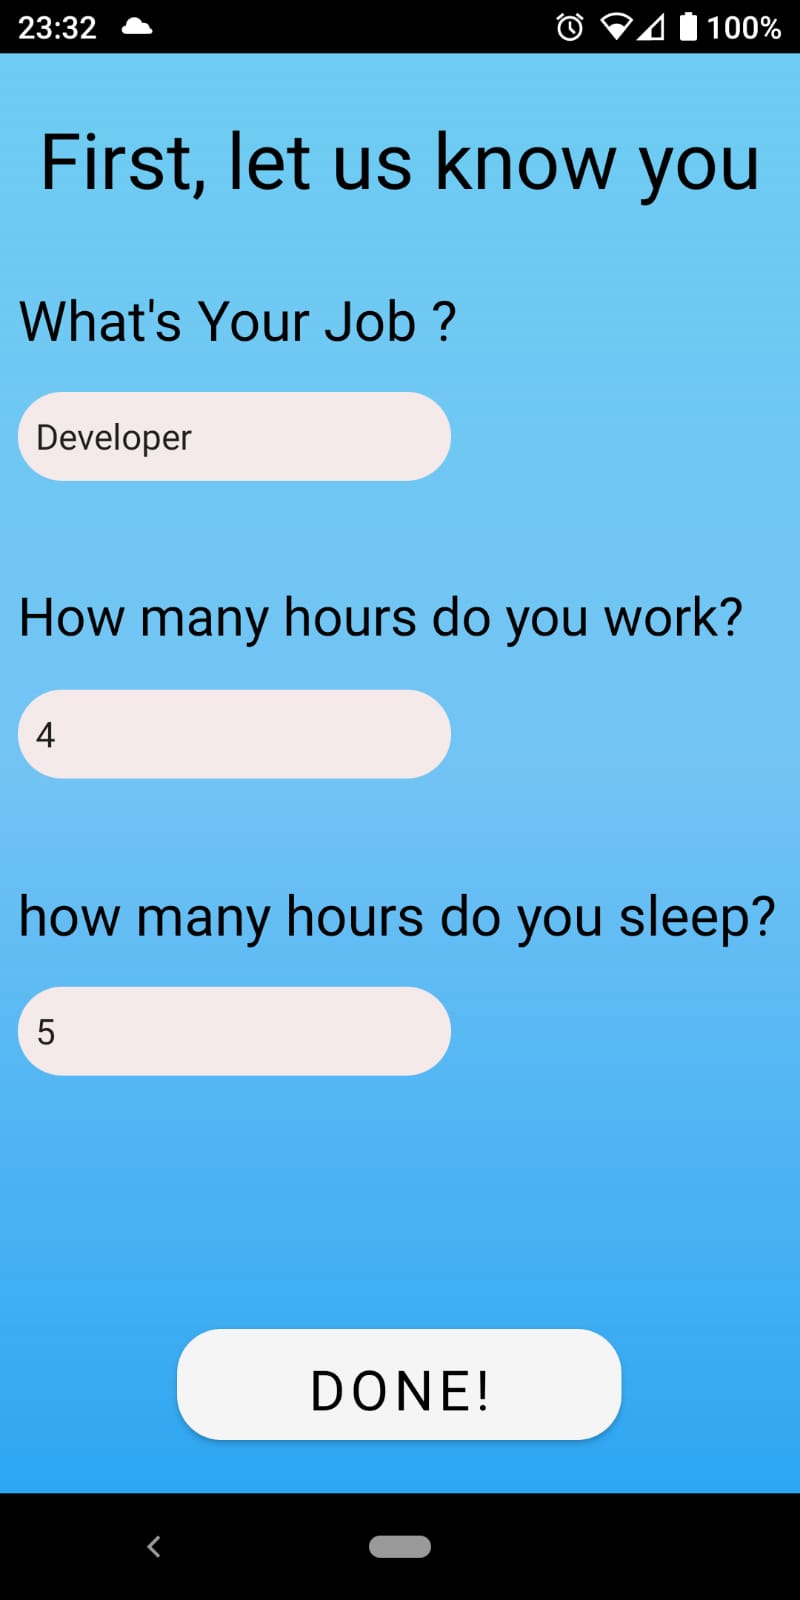 23:32 100%
First, let us know you
What's Your Job ?
Developer
How many hours do you work?
4
how many hours do you sleep?
5
DONE!